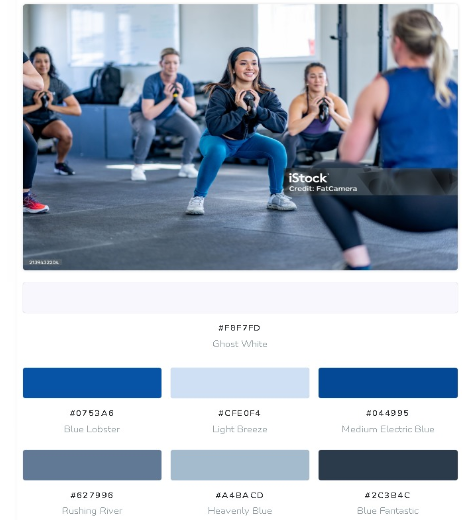 iStock
Credit: FatCamera
#F8F7FD
Ghost White
#0753A6
#CFE0F4
#044995
Blue Lobster
Light Breeze
Medium Electric Blue
#627996
#A4BACD
#2C3B4C
Rushing River
Heavenly Blue
Blue Fantastic